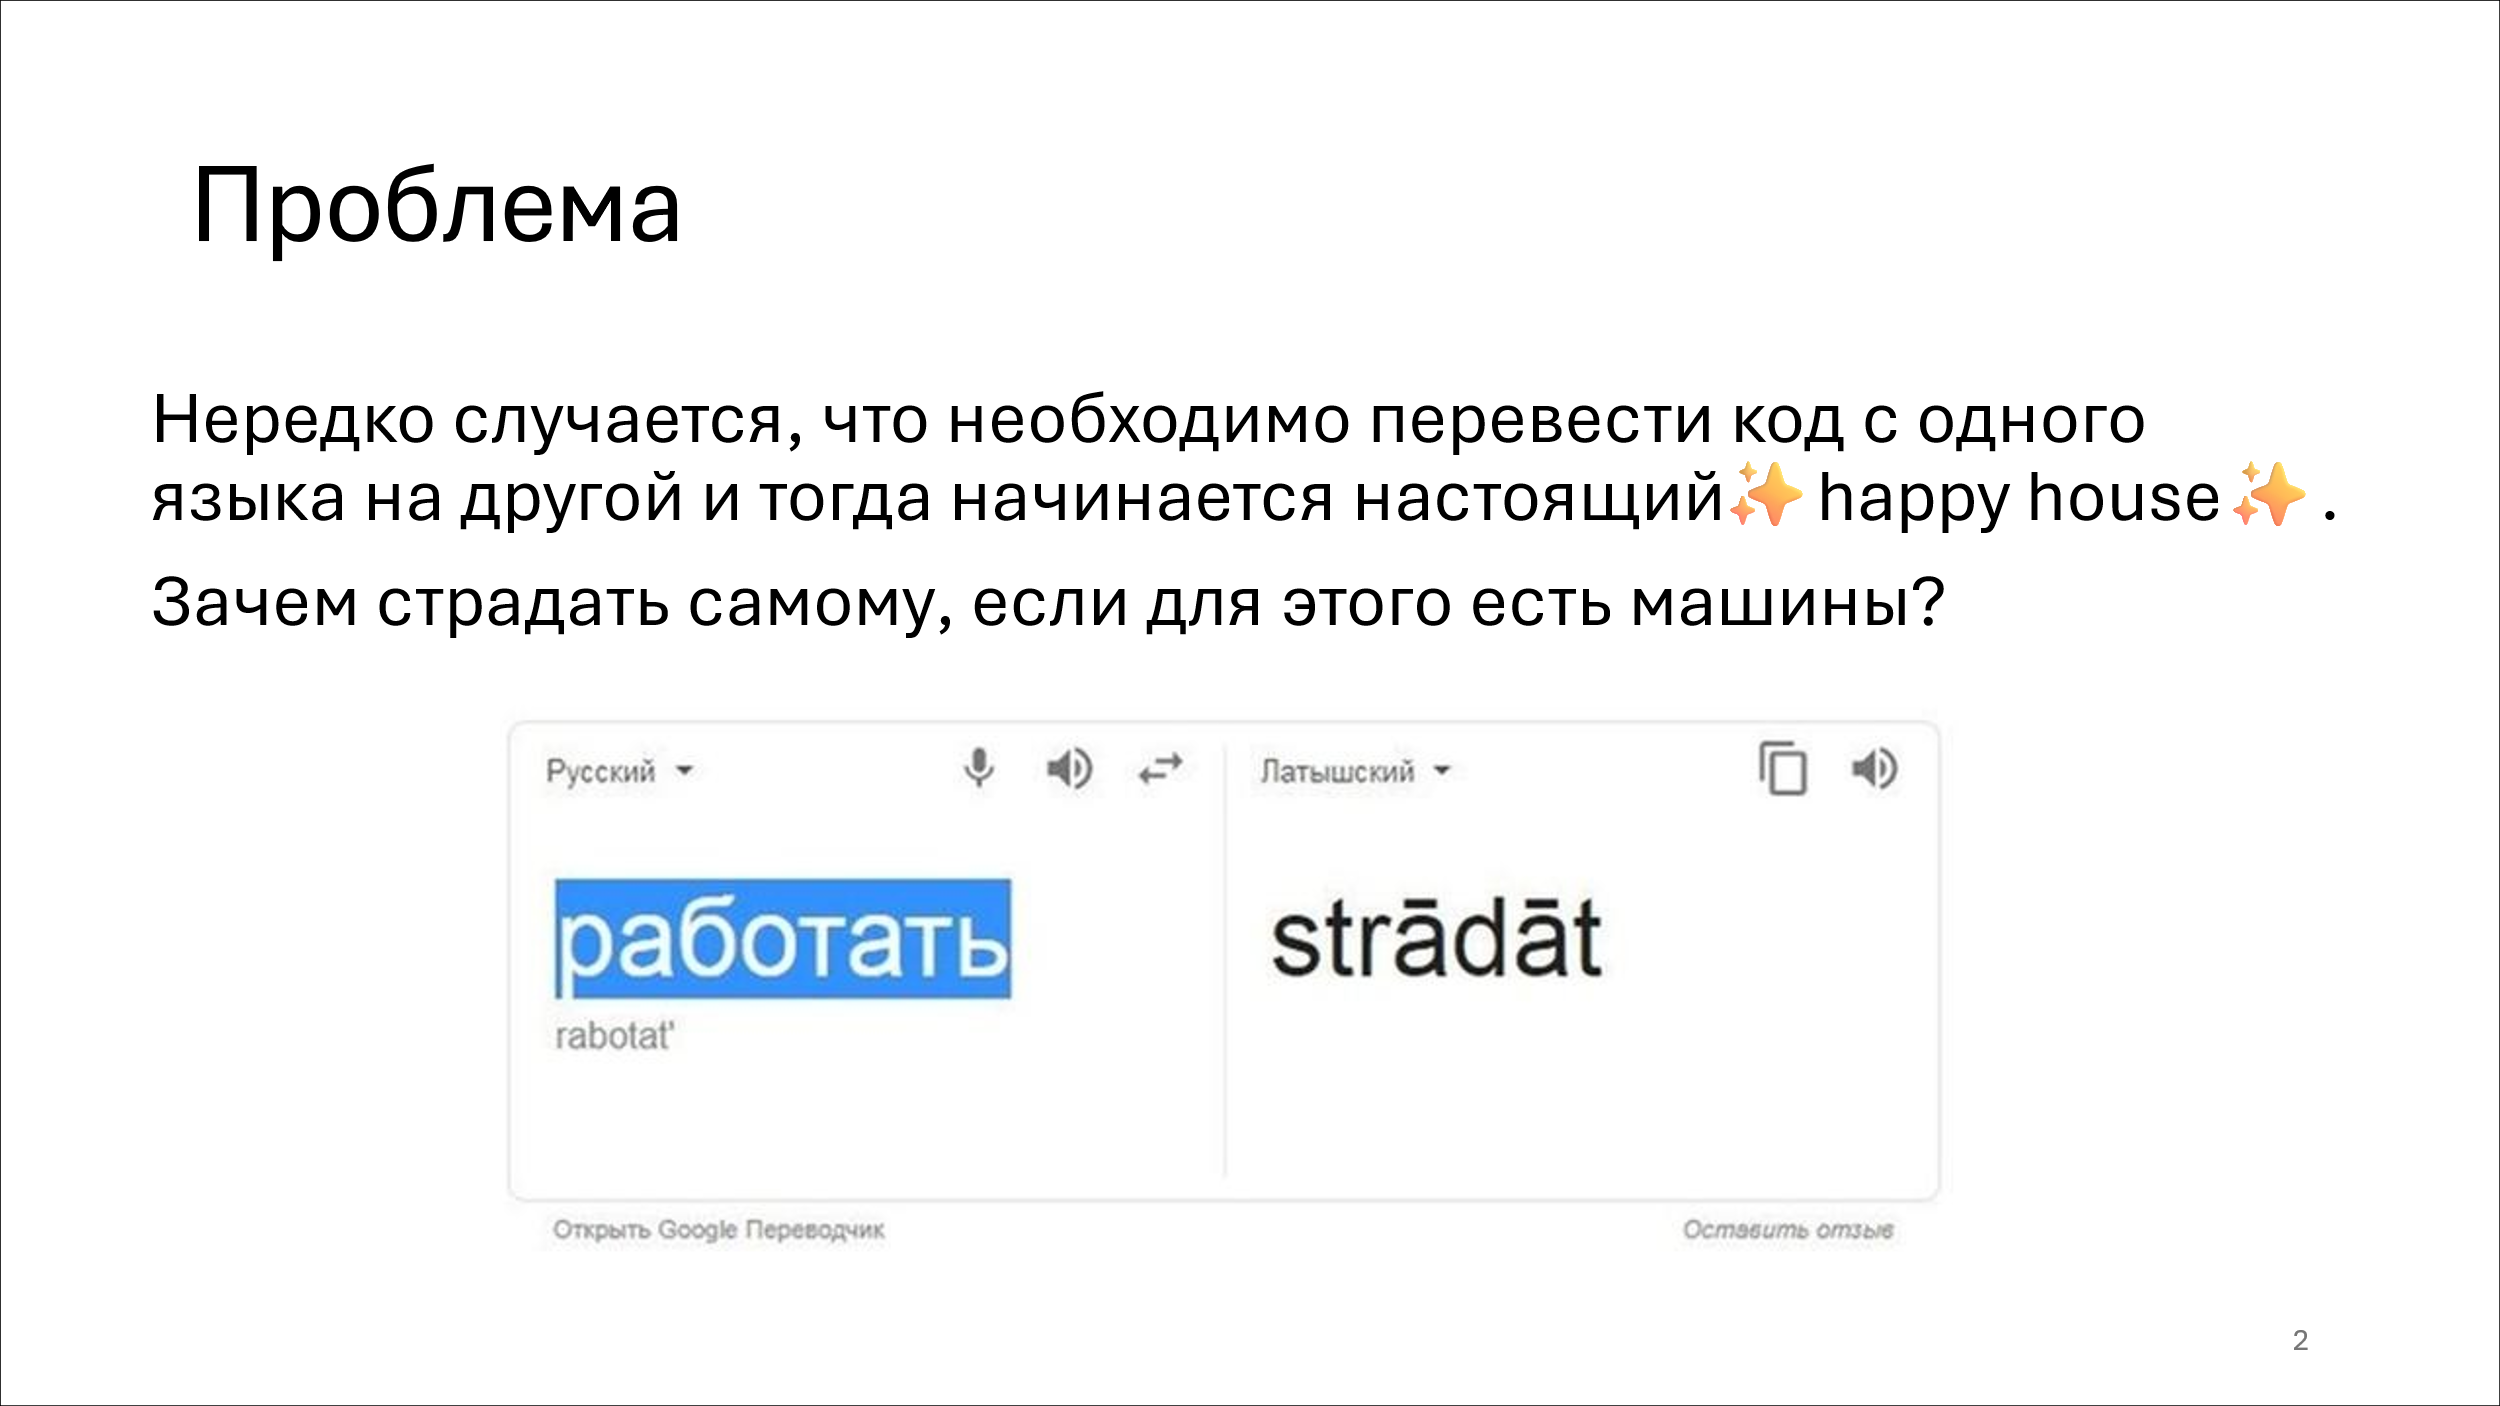 Проблема
Нередко случается, что необходимо перевести код с одного
языка на другой и тогда начинается настоящий✨ happy house ✨ .
Зачем страдать самому, если для этого есть машины?
Русский
Латышский
работать
strādāt
rabotat'
Открыть Google Переводчик
Оставить отзыв
2